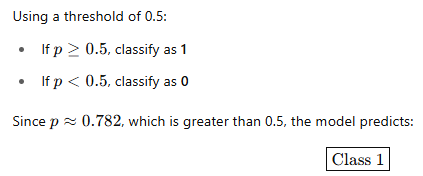 Using a threshold of 0.5:
• If p ≥ 0.5, classify as 1
• If p < 0.5, classify as 0
Since p ≈ 0.782, which is greater than 0.5, the model predicts:
Class 1